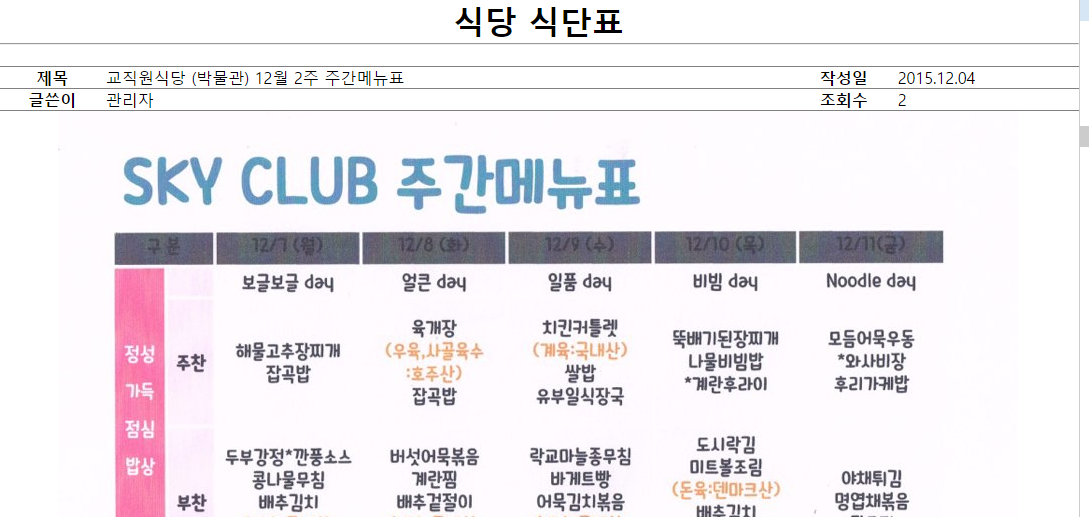 식당 식단표
제목 교직원식당 (박물관) 12월 2주 주간메뉴표 작성일 2015.12.04
글쓴이 관리자 조회수 2
SKY CLUB 주간메뉴표
구 분 12/7 (월) 12/8 (화) 12/9 (수) 12/10 (목) 12/11(금)
보글보글 day 얼큰 day 일품 day 비빔 day Noodle day
정성
가득
점심
밥상
주찬
해물고추장찌개
잡곡밥
육개장
(우육,사골육수
:호주산)
잡곡밥
치킨커틀렛
(계육:국내산)
쌀밥
유부일식장국
뚝배기된장찌개
나물비빔밥
*계란후라이
모듬어묵우동
*와사비장
후리가케밥
부찬
두부강정*깐풍소스
콩나물무침
배추김치
버섯어묵볶음
계란찜
배추겉절이
락교마늘종무침
바게트빵
어묵김치볶음
도시락김
미트볼조림
(돈육:덴마크산)
배추김치
야채튀김
명엽채볶음